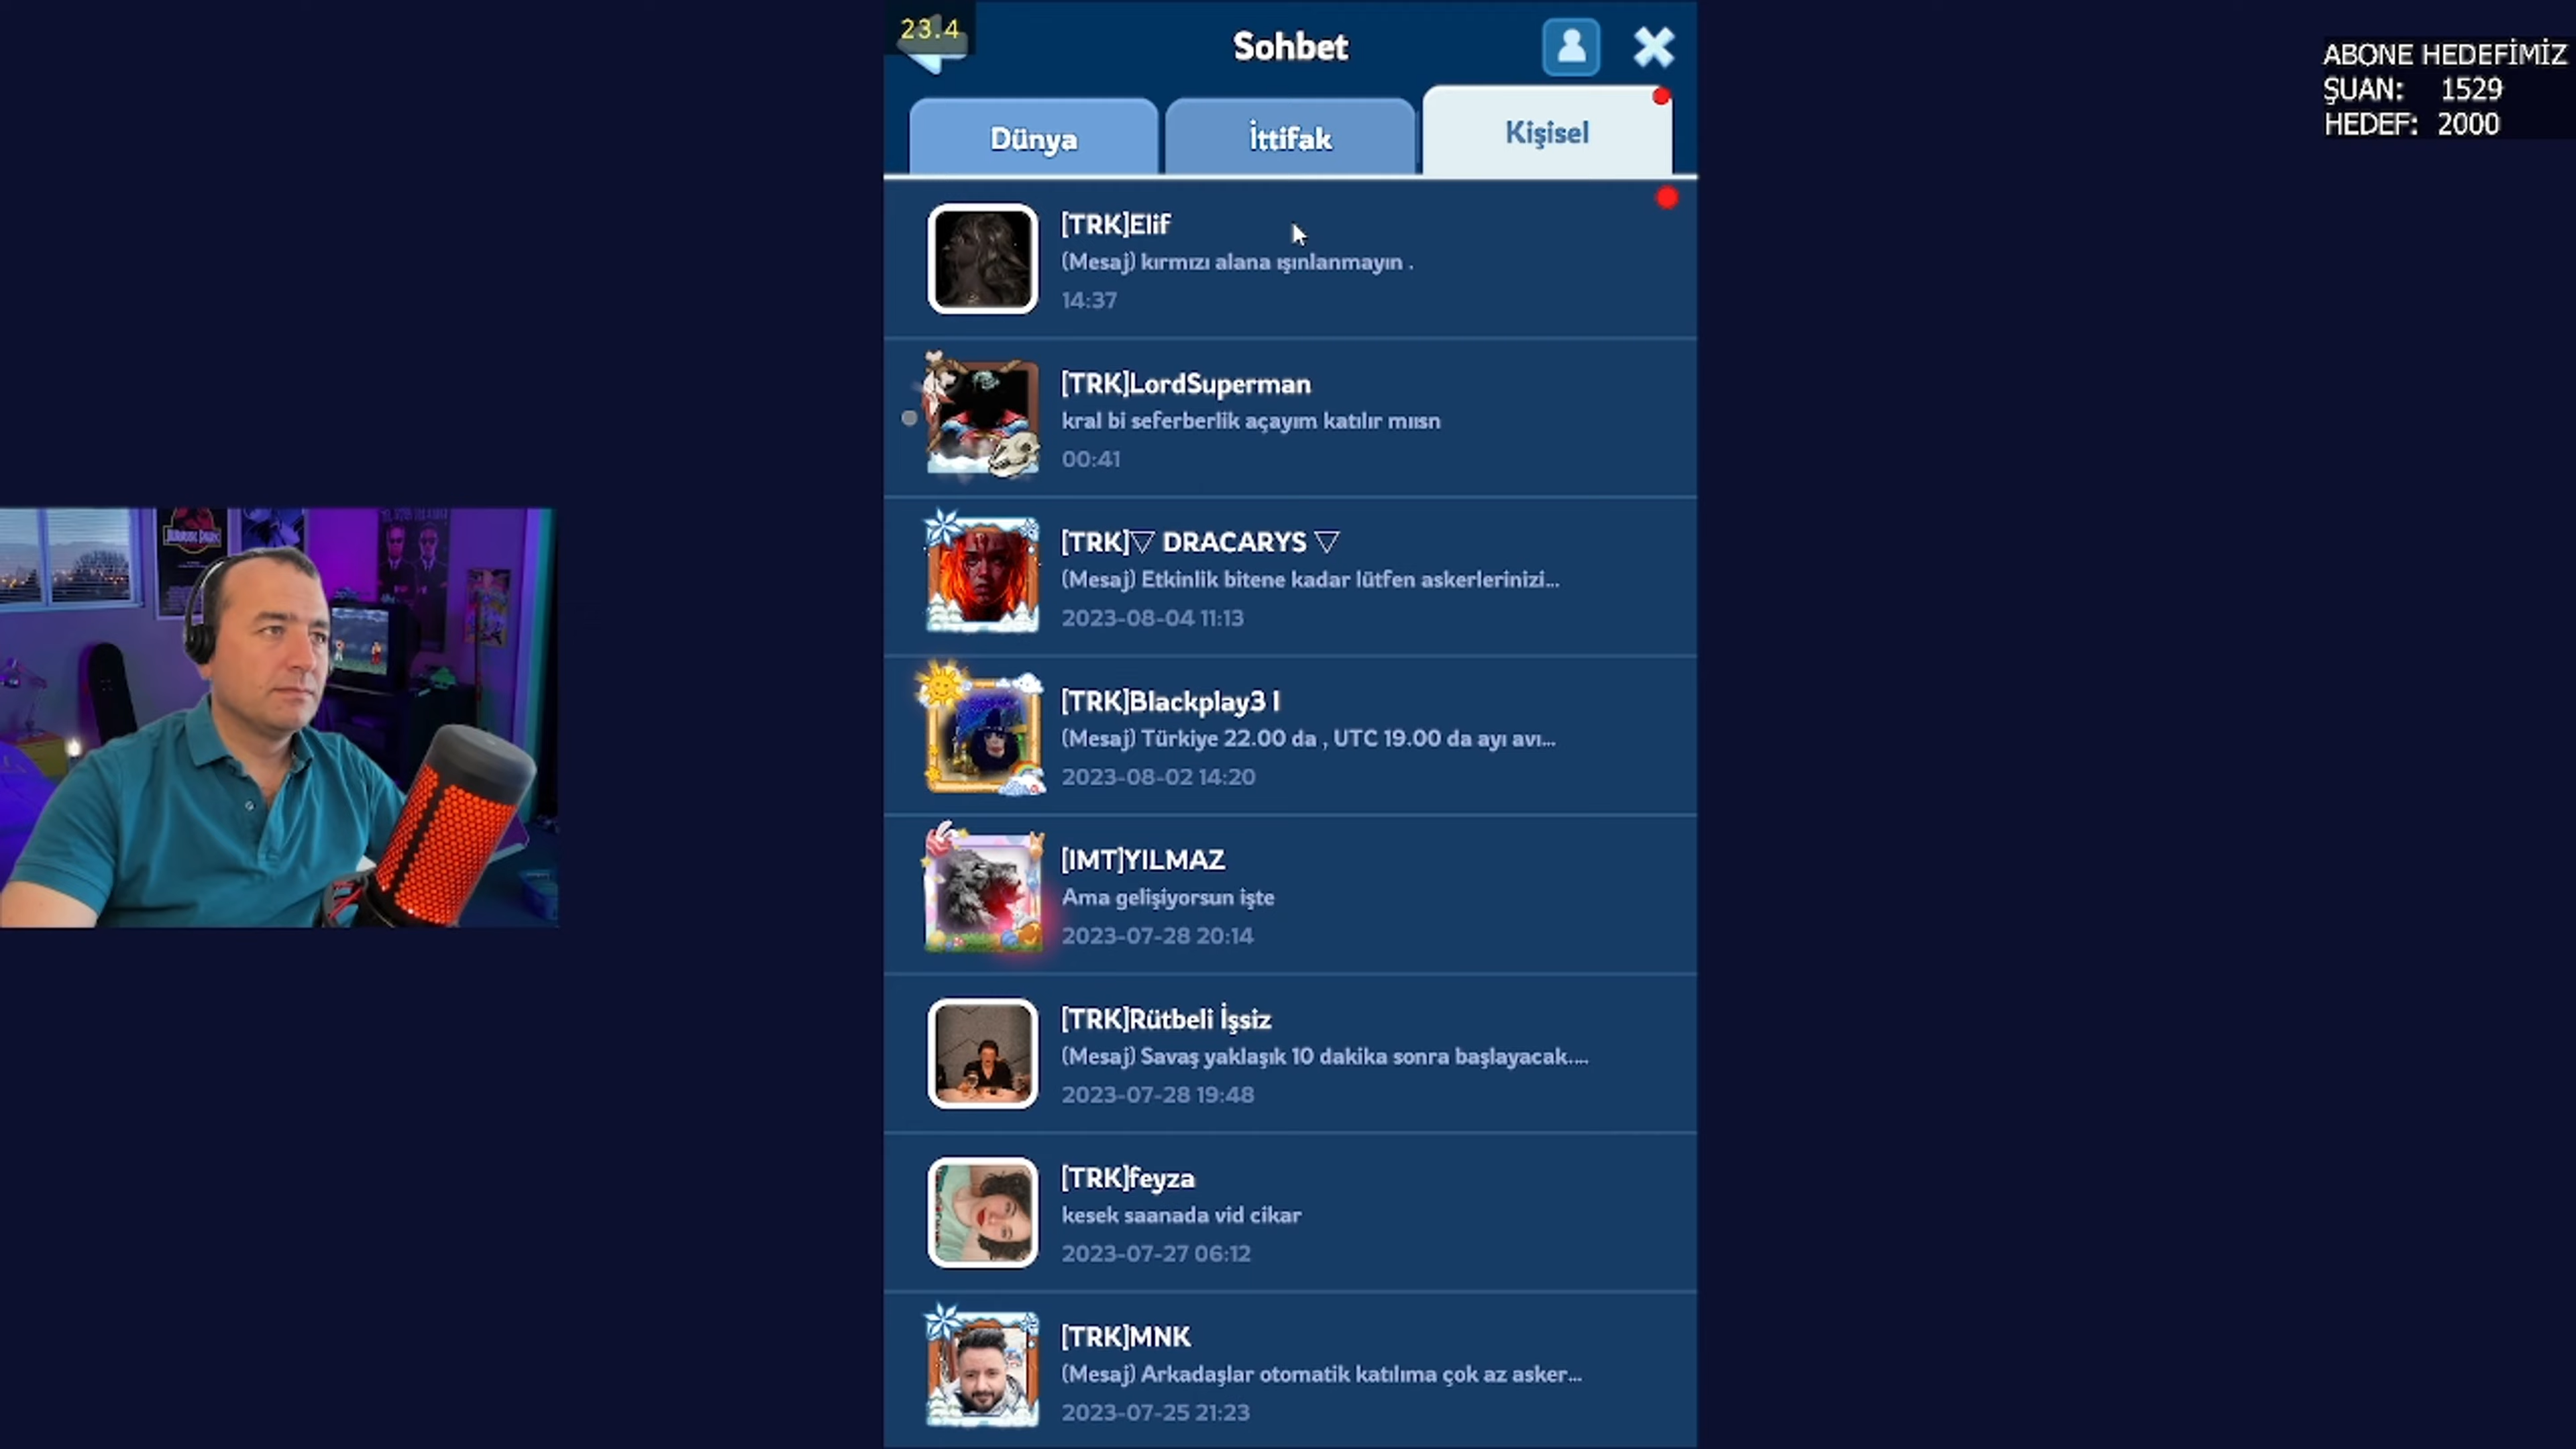 23.4
Sohbet
ABONE HEDEFİMİZ
ŞUAN: 1529
HEDEF: 2000
Dünya
İttifak
Kişisel
[TRK]Elif
(Mesaj) kırmızı alana ışınlanmayın .
14:37
[TRK]LordSuperman
kral bi seferberlik açayım katılır mıısn
00:41
[TRK]▽ DRACARYS ▽
(Mesaj) Etkinlik bitene kadar lütfen askerlerinizi...
2023-08-04 11:13
[TRK]Blackplay3 l
(Mesaj) Türkiye 22.00 da , UTC 19.00 da ayı avı...
2023-08-02 14:20
[IMT]YILMAZ
Ama gelişiyorsun işte
2023-07-28 20:14
[TRK]Rütbeli İşsiz
(Mesaj) Savaş yaklaşık 10 dakika sonra başlayacak....
2023-07-28 19:48
[TRK]feyza
kesek saanada vid cikar
2023-07-27 06:12
[TRK]MNK
(Mesaj) Arkadaşlar otomatik katılıma çok az asker...
2023-07-25 21:23